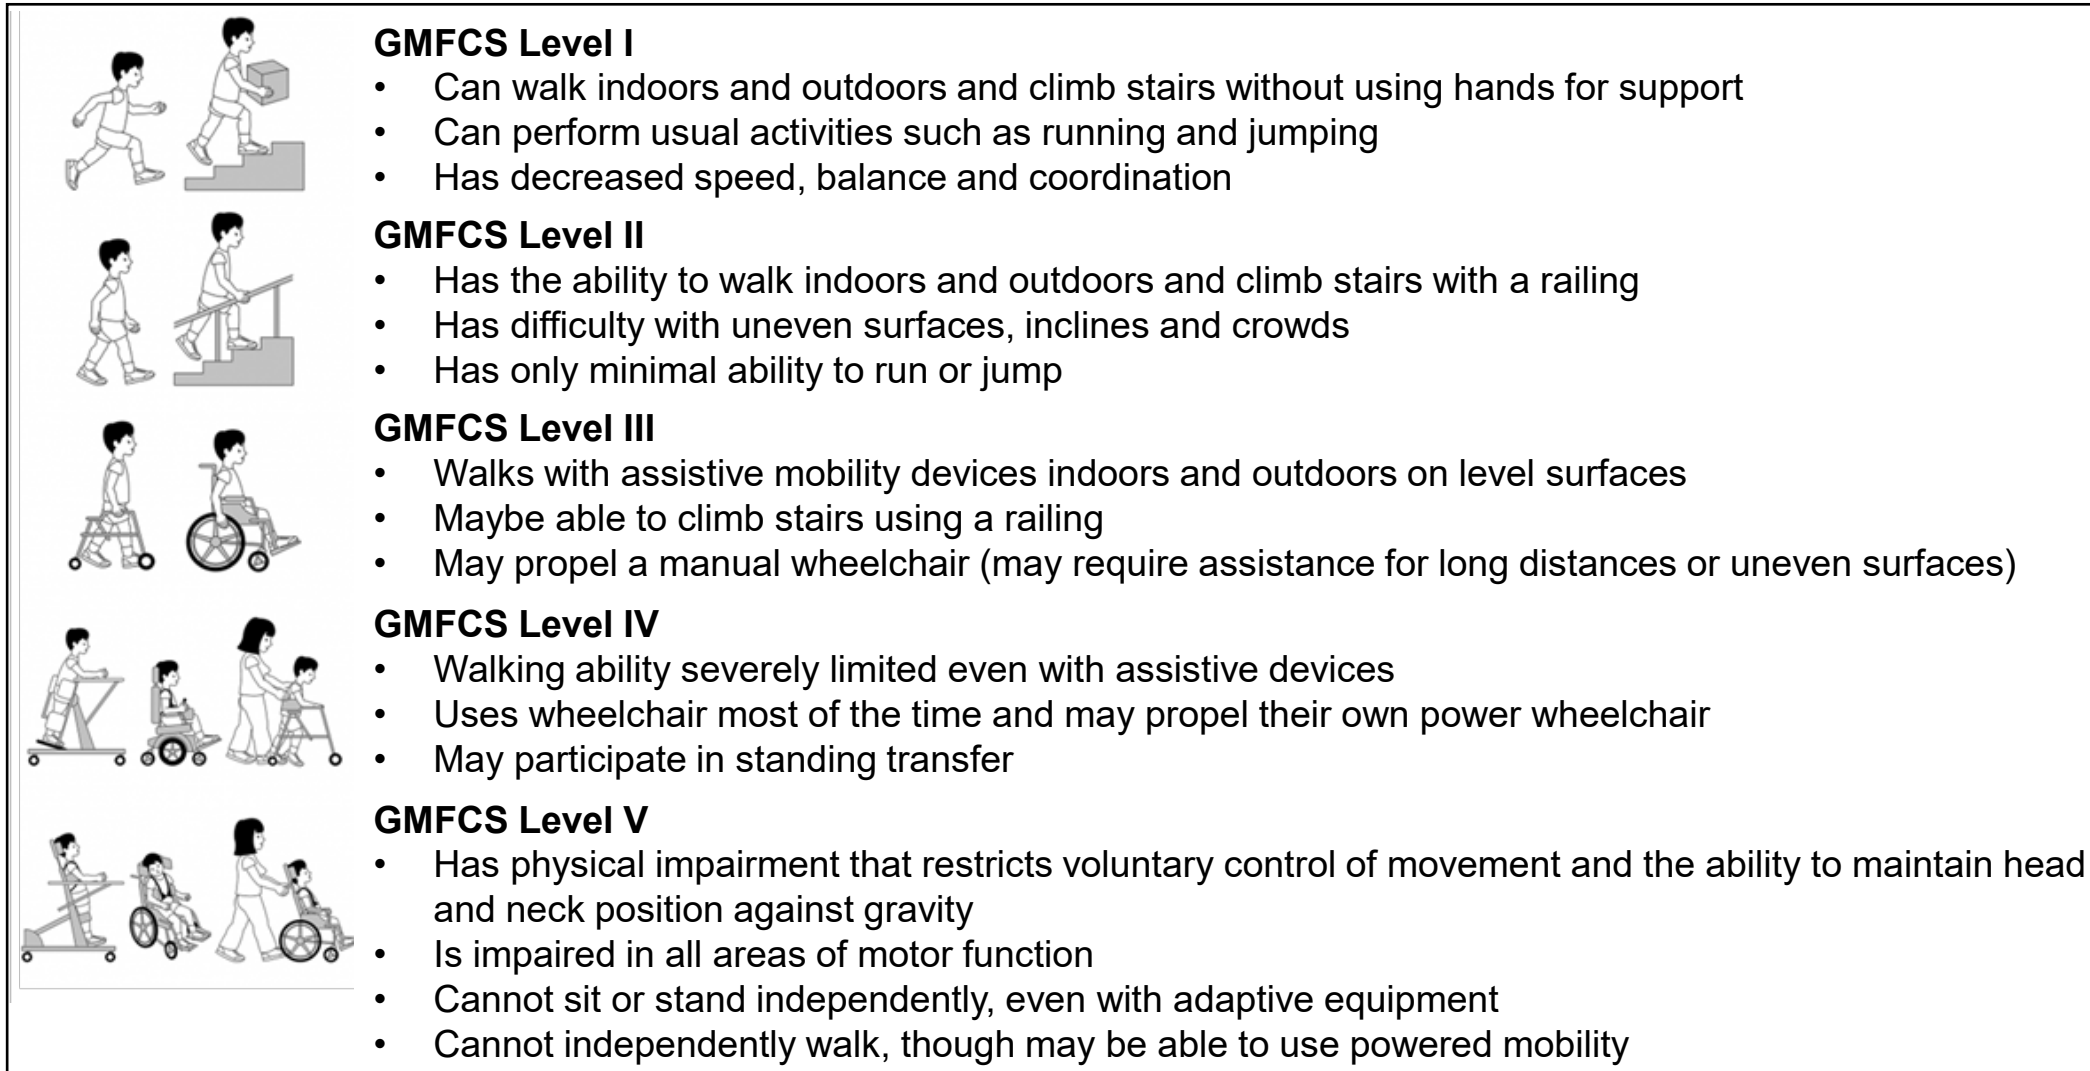 GMFCS Level I
• Can walk indoors and outdoors and climb stairs without using hands for support
• Can perform usual activities such as running and jumping
• Has decreased speed, balance and coordination
GMFCS Level II
• Has the ability to walk indoors and outdoors and climb stairs with a railing
• Has difficulty with uneven surfaces, inclines and crowds
• Has only minimal ability to run or jump
GMFCS Level III
• Walks with assistive mobility devices indoors and outdoors on level surfaces
• Maybe able to climb stairs using a railing
• May propel a manual wheelchair (may require assistance for long distances or uneven surfaces)
GMFCS Level IV
• Walking ability severely limited even with assistive devices
• Uses wheelchair most of the time and may propel their own power wheelchair
• May participate in standing transfer
GMFCS Level V
• Has physical impairment that restricts voluntary control of movement and the ability to maintain head
and neck position against gravity
• Is impaired in all areas of motor function
• Cannot sit or stand independently, even with adaptive equipment
• Cannot independently walk, though may be able to use powered mobility